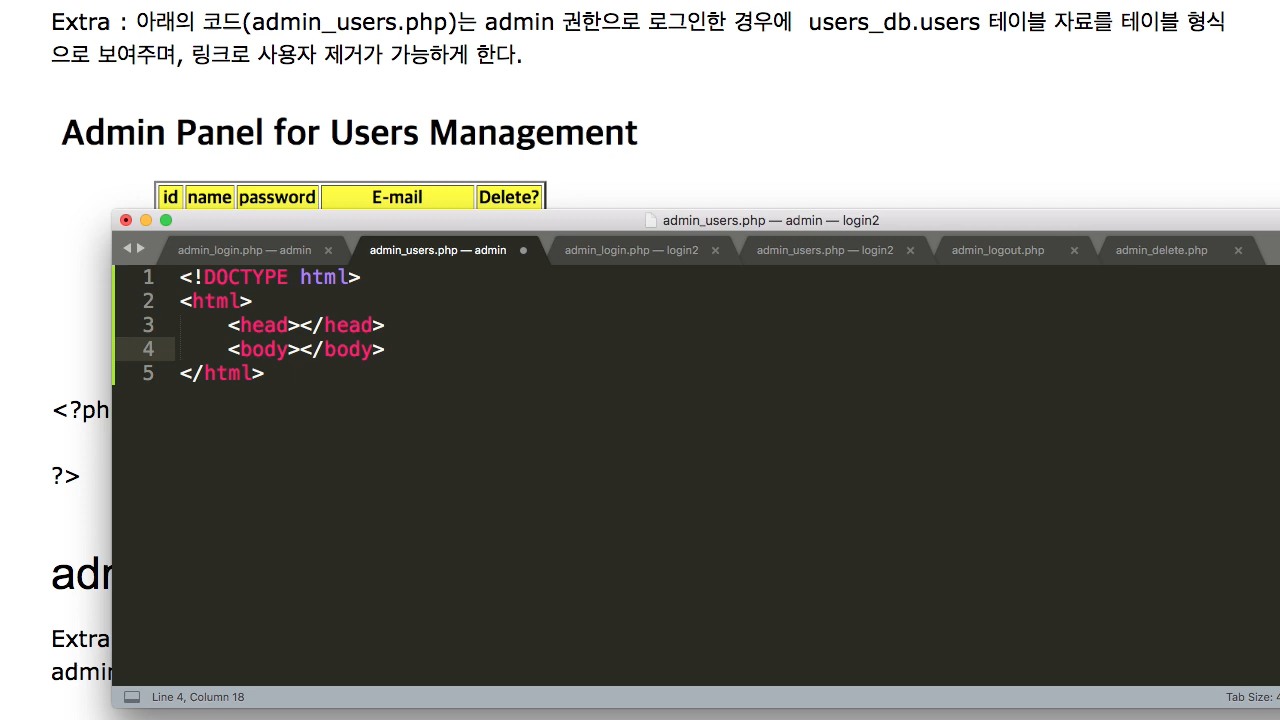 Extra : 아래의 코드(admin_users.php)는 admin 권한으로 로그인한 경우에 users_db.users 테이블 자료를 테이블 형식
으로 보여주며, 링크로 사용자 제거가 가능하게 한다.
Admin Panel for Users Management
id name password E-mail Delete?
admin_users.php — admin — login2
admin_login.php — admin admin_users.php — admin admin_login.php — login2 admin_users.php — login2 admin_logout.php admin_delete.php
1 <!DOCTYPE html>
2 <html>
3 <head></head>
4 <body></body>
5 </html>
<?ph
?>
adm
Extra
admin
Line 4, Column 18 Tab Size: 4